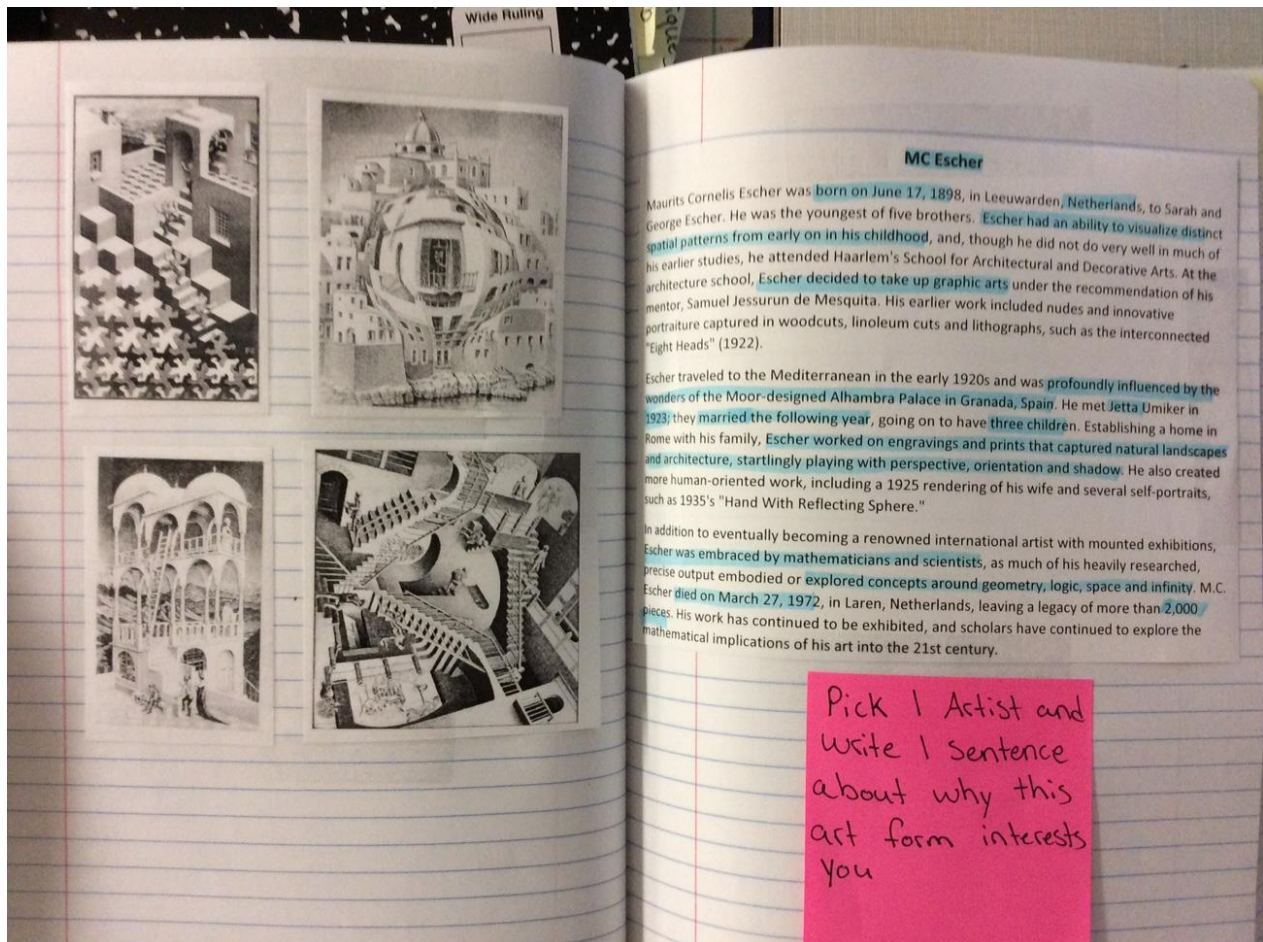 Wide Ruling
MC Escher
Maurits Cornelis Escher was born on June 17, 1898, in Leeuwarden, Netherlands, to Sarah and
George Escher. He was the youngest of five brothers. Escher had an ability to visualize distinct
spatial patterns from early on in his childhood, and, though he did not do very well in much of
his earlier studies, he attended Haarlem's School for Architectural and Decorative Arts. At the
architecture school, Escher decided to take up graphic arts under the recommendation of his
mentor, Samuel Jessurun de Mesquita. His earlier work included nudes and innovative
portraiture captured in woodcuts, linoleum cuts and lithographs, such as the interconnected
"Eight Heads" (1922).
Escher traveled to the Mediterranean in the early 1920s and was profoundly influenced by the
wonders of the Moor-designed Alhambra Palace in Granada, Spain. He met Jetta Umiker in
1923; they married the following year, going on to have three children. Establishing a home in
Rome with his family, Escher worked on engravings and prints that captured natural landscapes
and architecture, startlingly playing with perspective, orientation and shadow. He also created
more human-oriented work, including a 1925 rendering of his wife and several self-portraits,
such as 1935's "Hand With Reflecting Sphere."
In addition to eventually becoming a renowned international artist with mounted exhibitions,
Escher was embraced by mathematicians and scientists, as much of his heavily researched,
precise output embodied or explored concepts around geometry, logic, space and infinity. M.C.
Escher died on March 27, 1972, in Laren, Netherlands, leaving a legacy of more than 2,000
pieces. His work has continued to be exhibited, and scholars have continued to explore the
mathematical implications of his art into the 21st century.
Pick 1 Artist and
write 1 sentence
about why this
art form interests
you